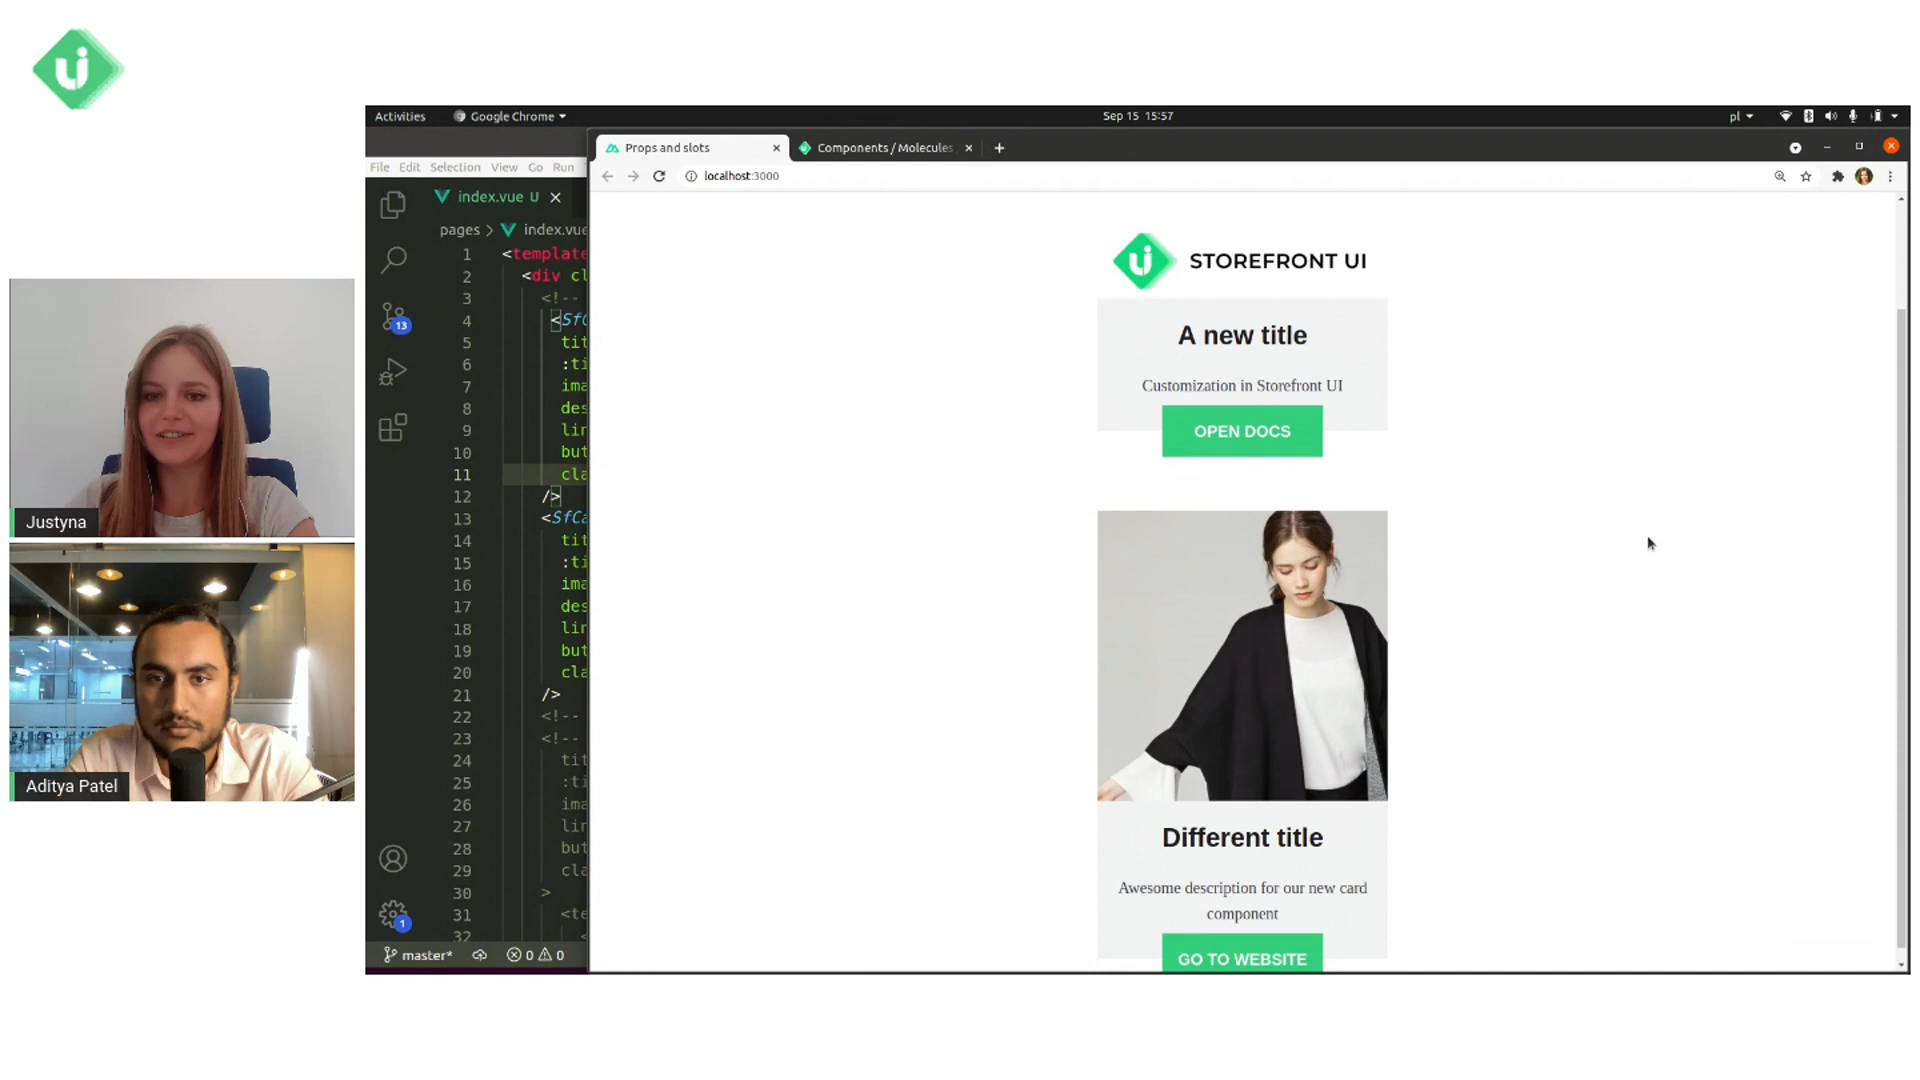 Activities
Google Chrome
Sep 15 15:57
pl
Props and slots
Components / Molecules
localhost:3000
File Edit Selection View Go Run
index.vue U
pages > index.vue
1 <template
2 <div cl
3 <!--
4 <SfC
5 tit
6 :ti
7 ima
8 des
9 lin
10 but
11 cla
12 />
13 <SfCa
14 tit
15 :ti
16 ima
17 des
18 lin
19 but
20 cla
21 />
22 <!--
23 <!--
24 tit
25 :ti
26 ima
27 lin
28 but
29 cla
30 >
31 <te
32 <
13
1
master*
0 0
STOREFRONT UI
A new title
Customization in Storefront UI
OPEN DOCS
Different title
Awesome description for our new card
component
GO TO WEBSITE
Justyna
Aditya Patel